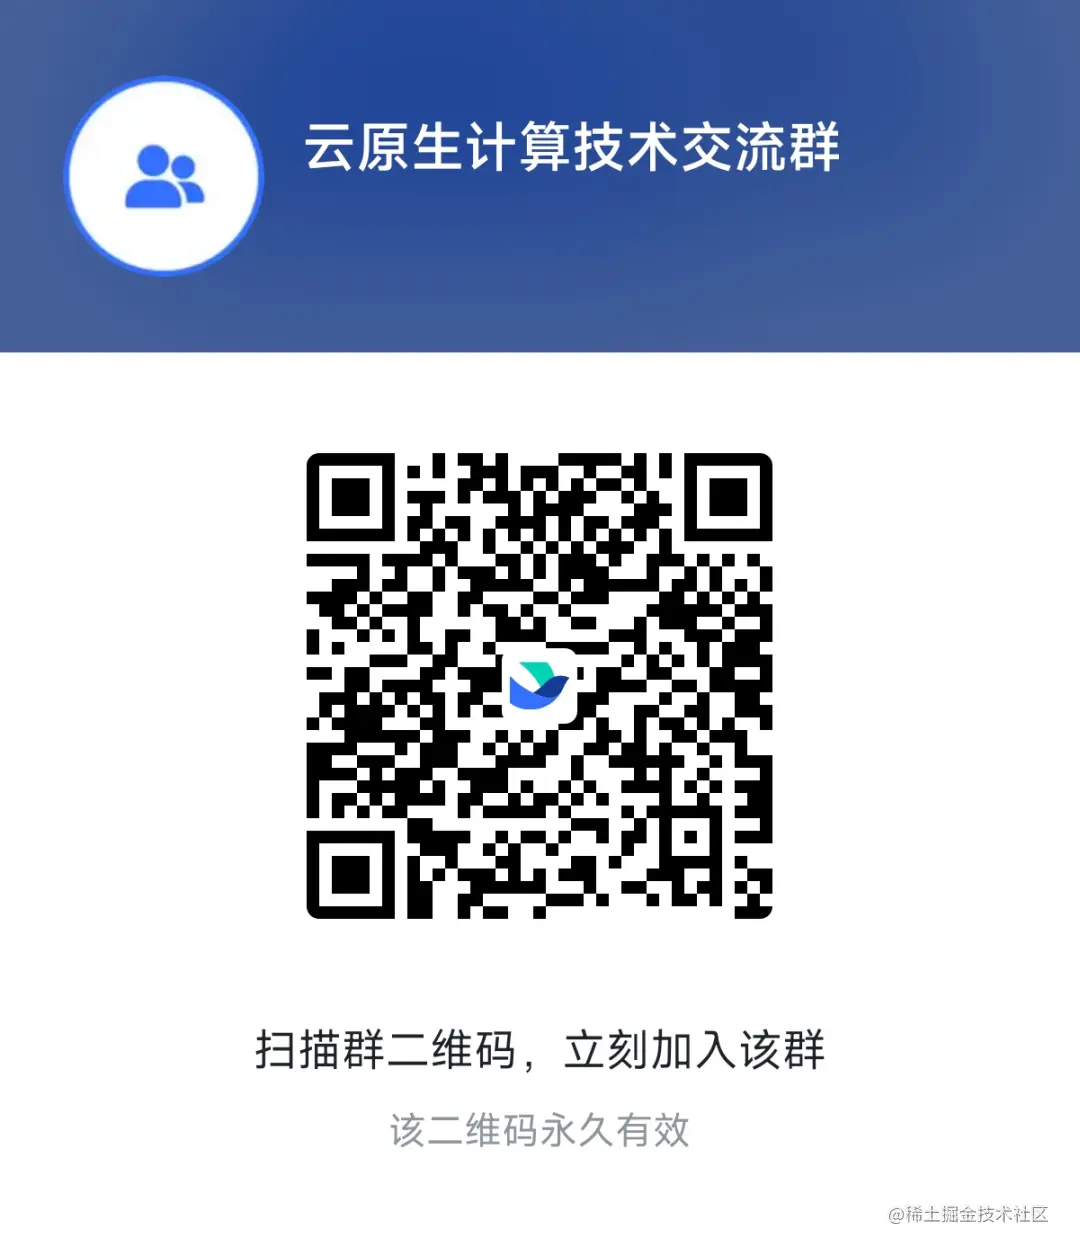 云原生计算技术交流群
扫描群二维码，立刻加入该群
该二维码永久有效
@稀土掘金技术社区